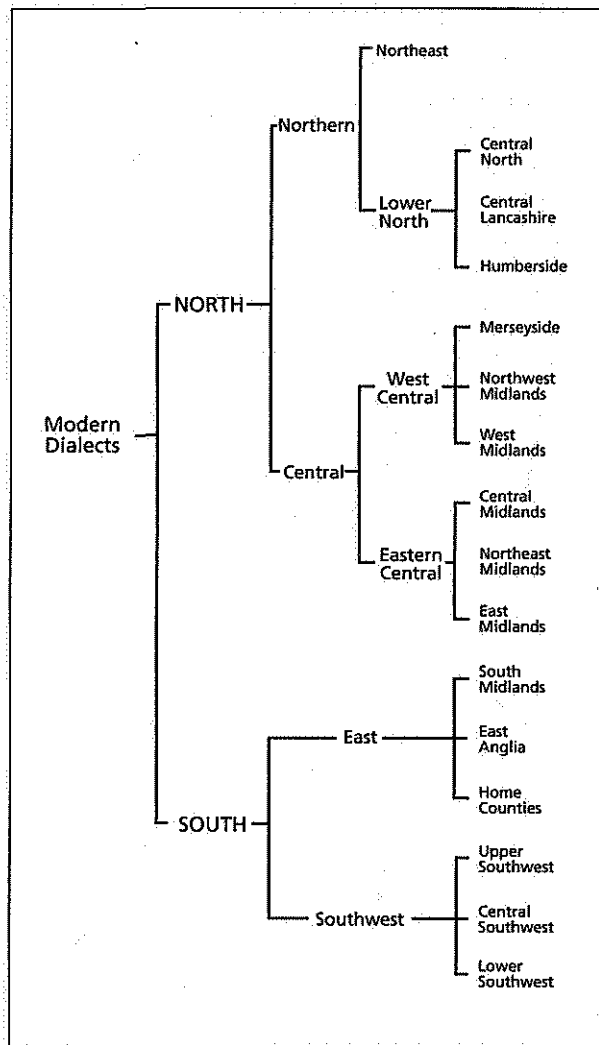 Northeast
Northern
Central
North
Lower
North
Central
Lancashire
Humberside
NORTH
Merseyside
West
Central
Northwest
Midlands
West
Midlands
Modern
Dialects
Central
Central
Midlands
Eastern
Central
Northeast
Midlands
East
Midlands
South
Midlands
East
East
Anglia
Home
Counties
SOUTH
Upper
Southwest
Southwest
Central
Southwest
Lower
Southwest